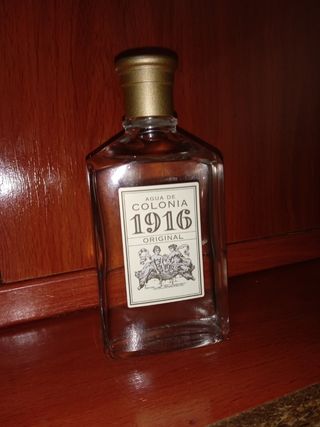 AGUA DE
COLONIA
1916
ORIGINAL